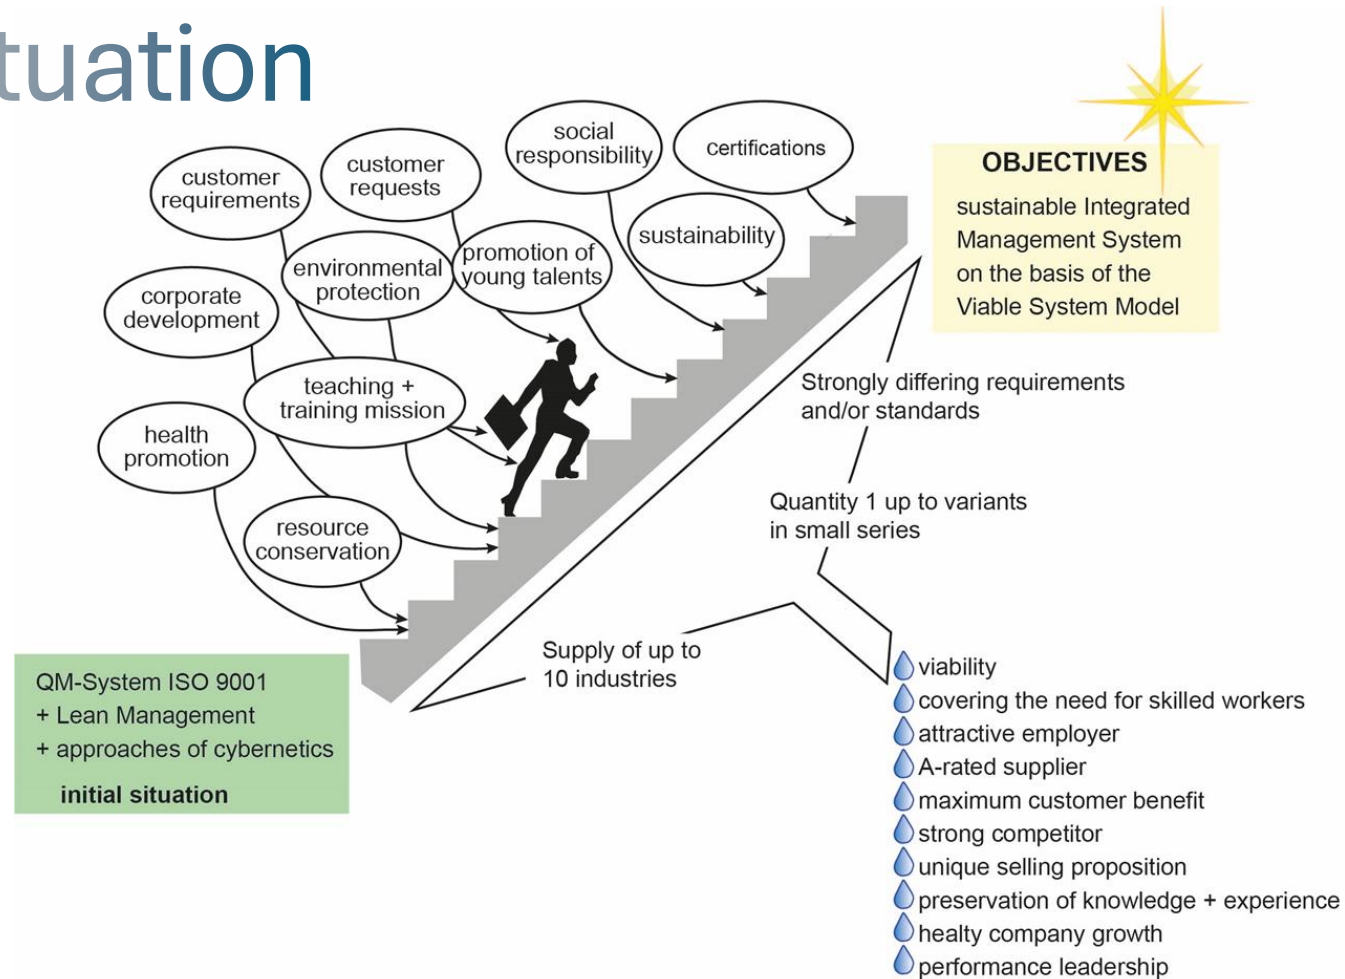 tuation
social
responsibility
certifications
customer
requests
customer
requirements
OBJECTIVES
sustainable Integrated
Management System
on the basis of the
Viable System Model
sustainability
promotion of
young talents
environmental
protection
corporate
development
teaching +
training mission
health
promotion
resource
conservation
Strongly differing requirements
and/or standards
Quantity 1 up to variants
in small series
Supply of up to
10 industries
QM-System ISO 9001
+ Lean Management
+ approaches of cybernetics
initial situation
viability
covering the need for skilled workers
attractive employer
A-rated supplier
maximum customer benefit
strong competitor
unique selling proposition
preservation of knowledge + experience
healty company growth
performance leadership